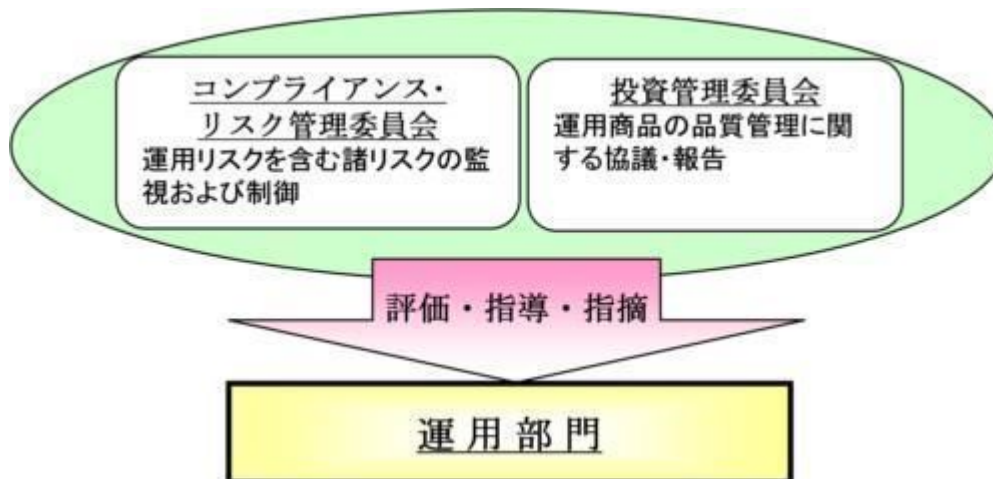 コンプライアンス・
リスク管理委員会
運用リスクを含む諸リスクの監
視および制御
投資管理委員会
運用商品の品質管理に関
する協議・報告
評価・指導・指摘
運用部門